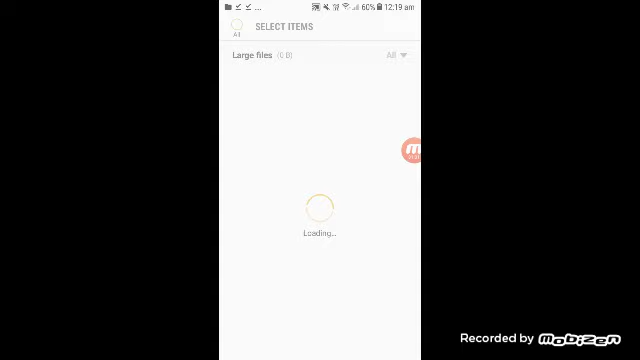 60% 12:19 am
All
SELECT ITEMS
Large files (0 B)
All
Loading...
Recorded by MOBIZEN